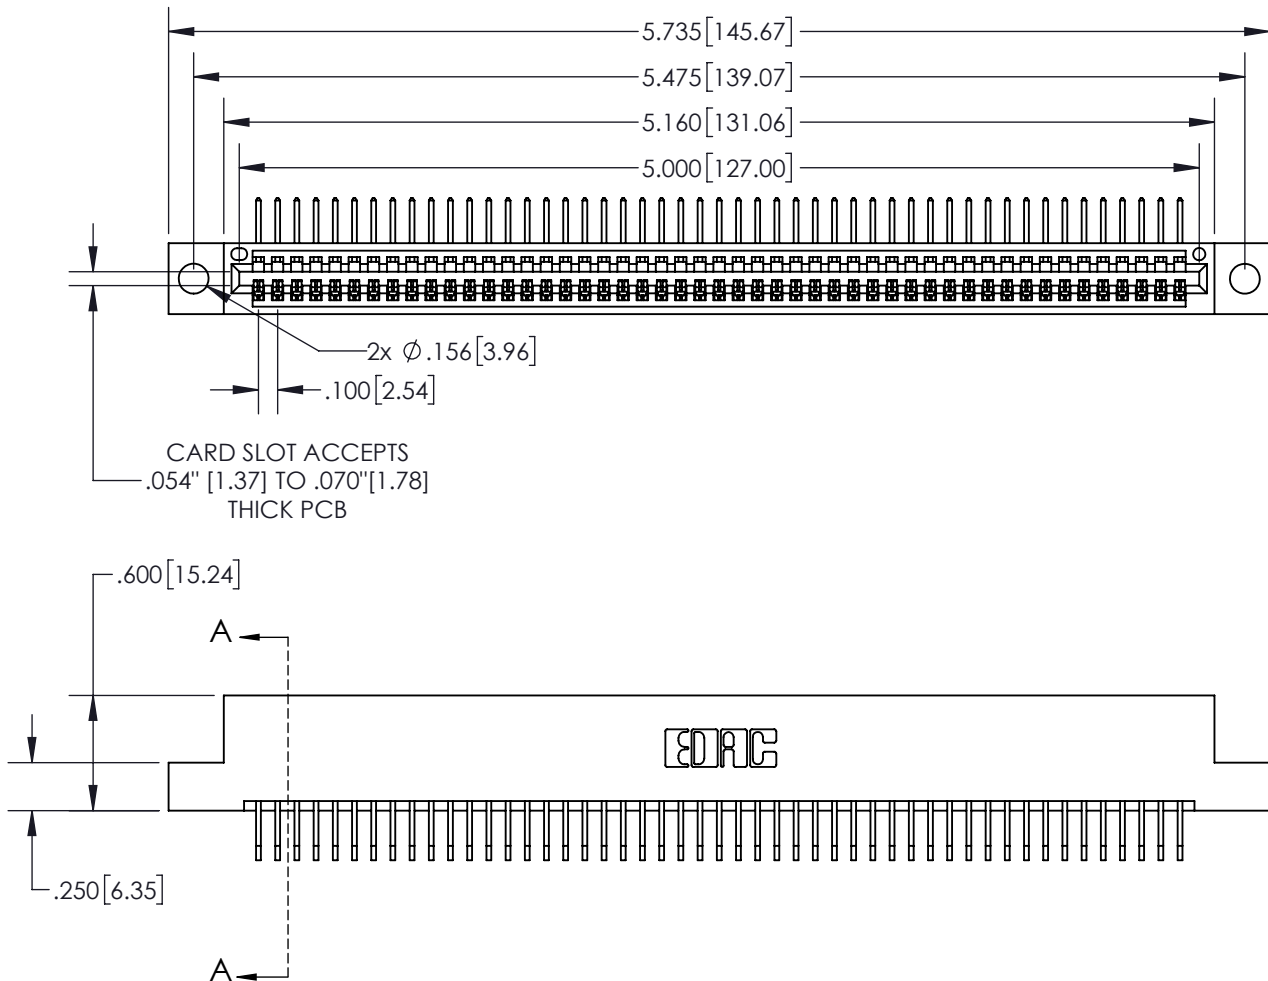 5.735[145.67]
5.475[139.07]
5.160[131.06]
5.000[127.00]
2x Ø.156[3.96]
.100[2.54]
CARD SLOT ACCEPTS
.054" [1.37] TO .070"[1.78]
THICK PCB
.600[15.24]
A
EDAC
.250[6.35]
A